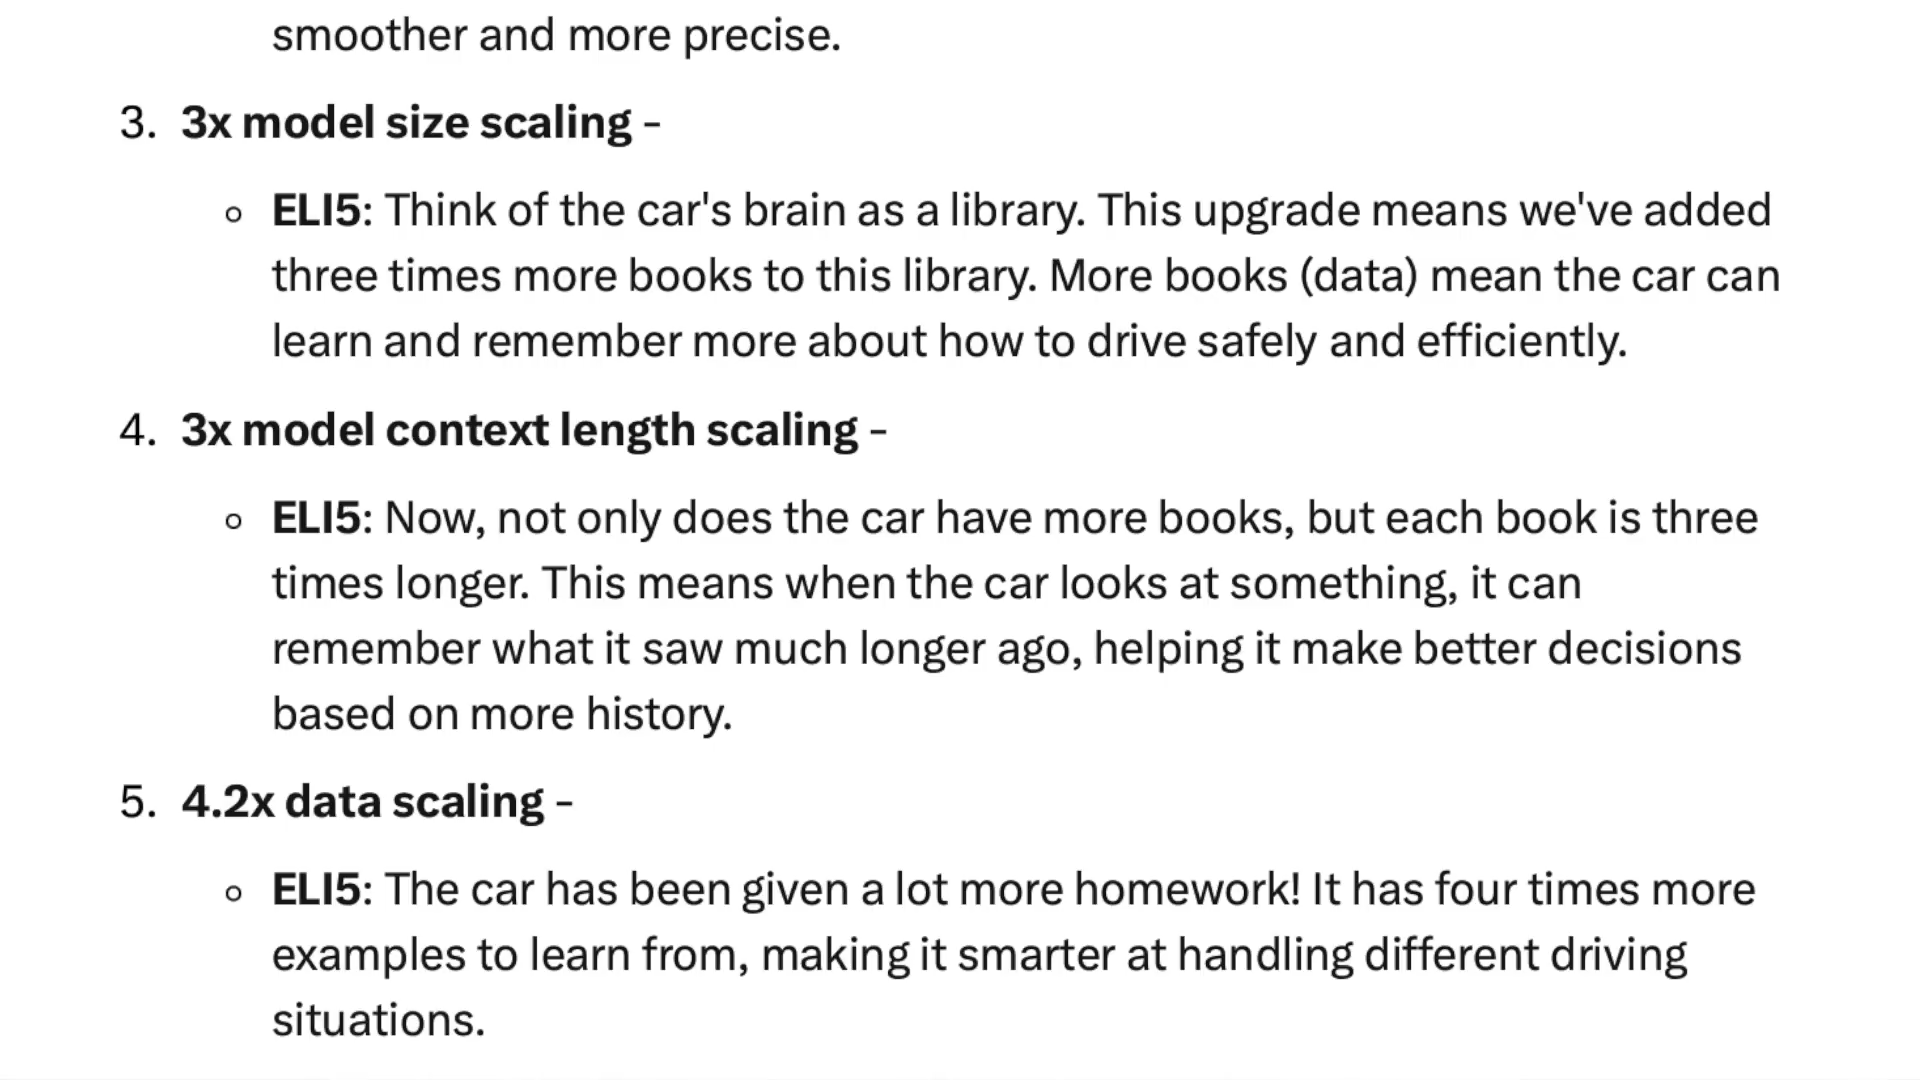 smoother and more precise.
3. 3x model size scaling –
◦ ELI5: Think of the car's brain as a library. This upgrade means we've added
three times more books to this library. More books (data) mean the car can
learn and remember more about how to drive safely and efficiently.
4. 3x model context length scaling –
◦ ELI5: Now, not only does the car have more books, but each book is three
times longer. This means when the car looks at something, it can
remember what it saw much longer ago, helping it make better decisions
based on more history.
5. 4.2x data scaling –
◦ ELI5: The car has been given a lot more homework! It has four times more
examples to learn from, making it smarter at handling different driving
situations.